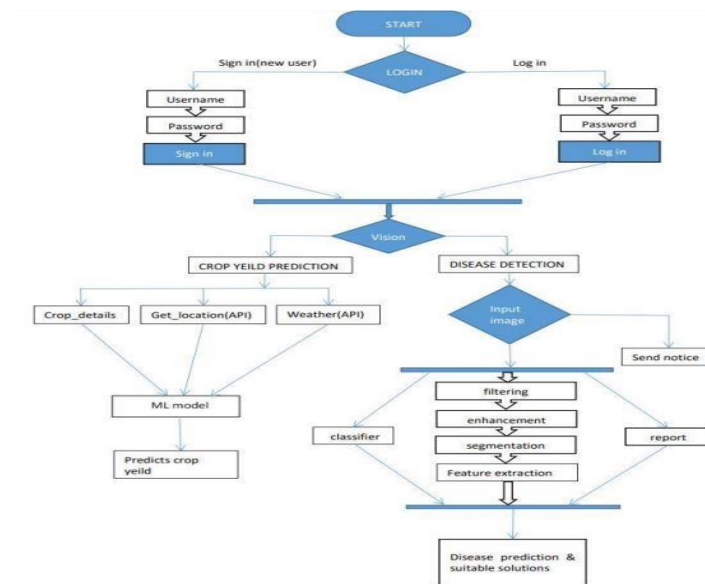 START
Sign in(new user)
LOGIN
Log in
Username
Password
Sign in
Username
Password
Log in
Vision
CROP YEILD PREDICTION
DISEASE DETECTION
Crop_details
Get_location(API)
Weather(API)
Input
image
Send notice
ML model
Predicts crop
yeild
filtering
enhancement
classifier
segmentation
report
Feature extraction
Disease prediction &
suitable solutions